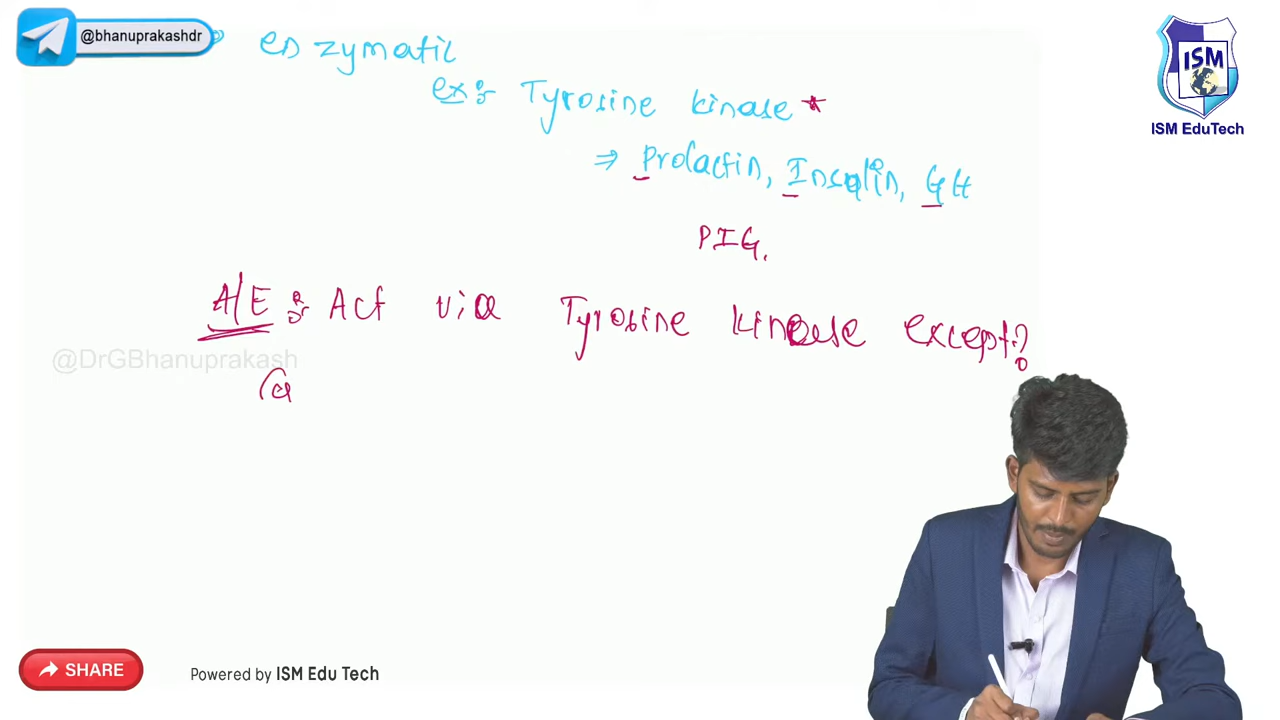 @bhanuprakashdr
ISM
ISM EduTech
enzymatic
ex: Tyrosine kinase *
⇒ Prolactin, Insulin, GH
PIG.
A/E : Act via Tyrosine kinase except?
@DrGBhanuprakash
(a
SHARE
Powered by ISM Edu Tech